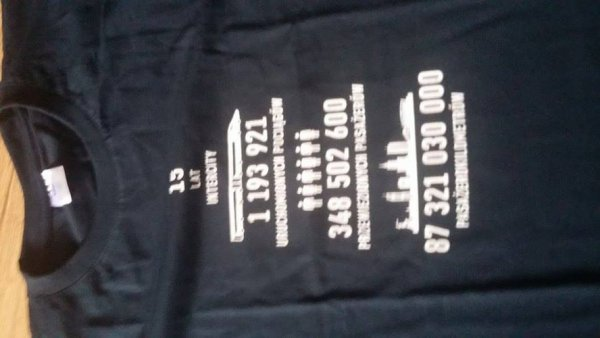 15
LAT
INTERCITY
1 193 921
URUCHOMIONYCH POCIĄGÓW
348 502 600
PRZEWIEZIONYCH PASAŻERÓW
87 321 030 000
PASAŻEROKILOMETRÓW